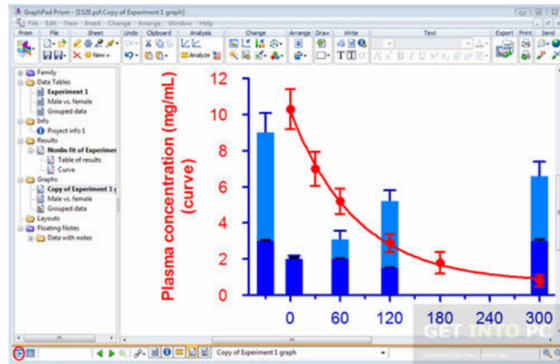 GraphPad Prism - [1528.pzf:Copy of Experiment 1 graph]
File Edit View Insert Change Arrange Window Help
Prism File Sheet Undo Clipboard Analysis Change Arrange Draw Write Text Export Print Send
New Analyze
Family
Data Tables
Experiment 1
Male vs. female
Grouped data
Info
Project info 1
Results
Nonlin fit of Experimen
Table of results
Curve
Graphs
Copy of Experiment 1 g
Male vs. female
Grouped data
Layouts
Floating Notes
Data with notes
Plasma concentration (mg/mL)
(curve)
12
10
8
6
4
2
0
0 60 120 180 240 300
GET INTO PC
Copy of Experiment 1 graph